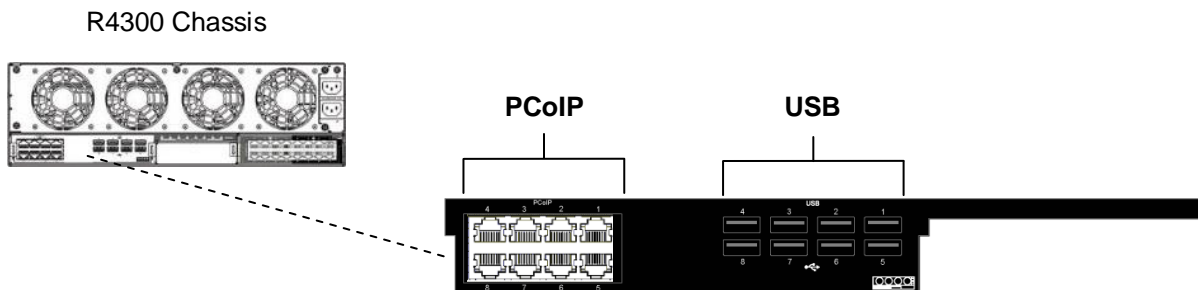 R4300 Chassis
PCoIP USB
PCoIP USB
4 3 2 1 4 3 2 1
8 7 6 5 8 7 6 5